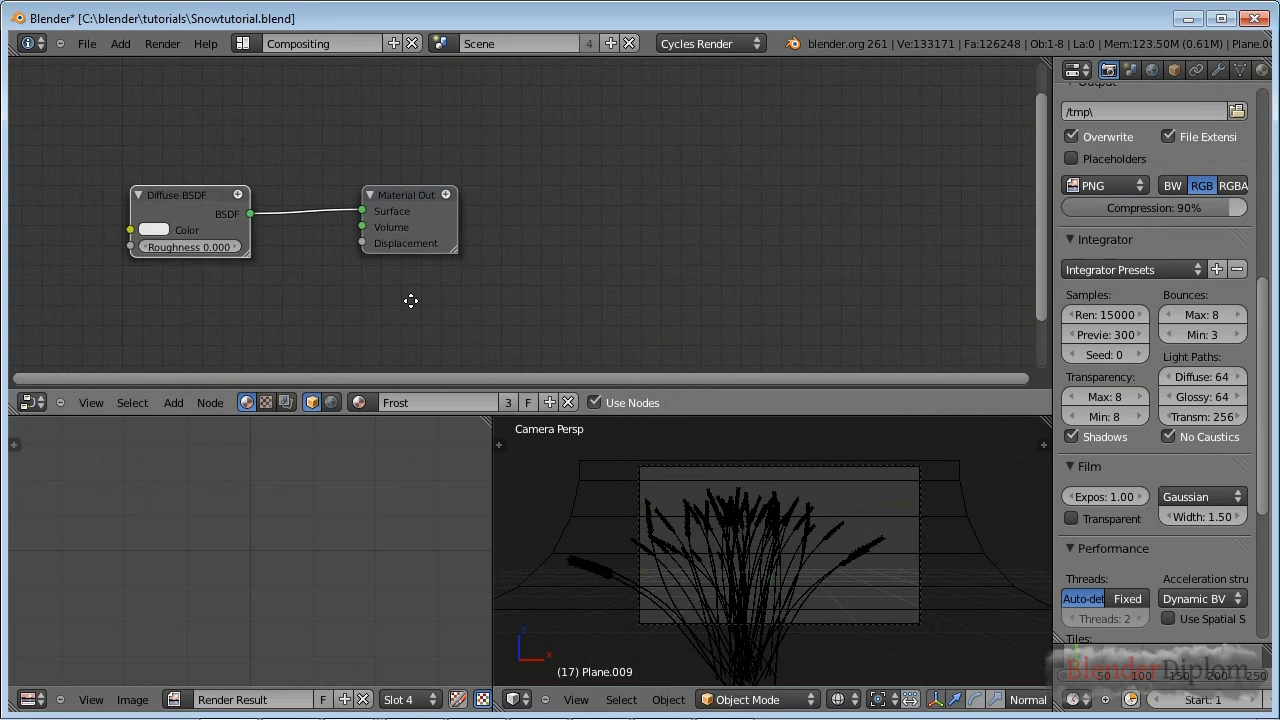 Blender* [C:\blender\tutorials\Snowtutorial.blend]
File Add Render Help Compositing Scene 4 Cycles Render blender.org 261 | Ve:133171 | Fa:126248 | Ob:1-8 | La:0 | Mem:123.50M (0.61M) | Plane.00
Output
/tmp\
Overwrite File Extensi
Placeholders
PNG BW RGB RGBA
Compression: 90%
Integrator
Integrator Presets
Samples: Bounces:
Ren: 15000 Max: 8
Previe: 300 Min: 3
Seed: 0
Light Paths:
Transparency: Diffuse: 64
Max: 8 Glossy: 64
Min: 8 Transm: 256
Shadows No Caustics
Film
Expos: 1.00 Gaussian
Transparent Width: 1.50
Performance
Threads: Acceleration stru
Auto-det Fixed Dynamic BV
Threads: 2 Use Spatial S
Tiles:
Diffuse BSDF
BSDF
Color
Roughness 0.000
Material Out
Surface
Volume
Displacement
View Select Add Node Frost 3 F Use Nodes
Camera Persp
z
x
(17) Plane.009
BlenderDiplom
50 100 150 200 250
View Image Render Result F Slot 4
View Select Object Object Mode Normal
Start: 1